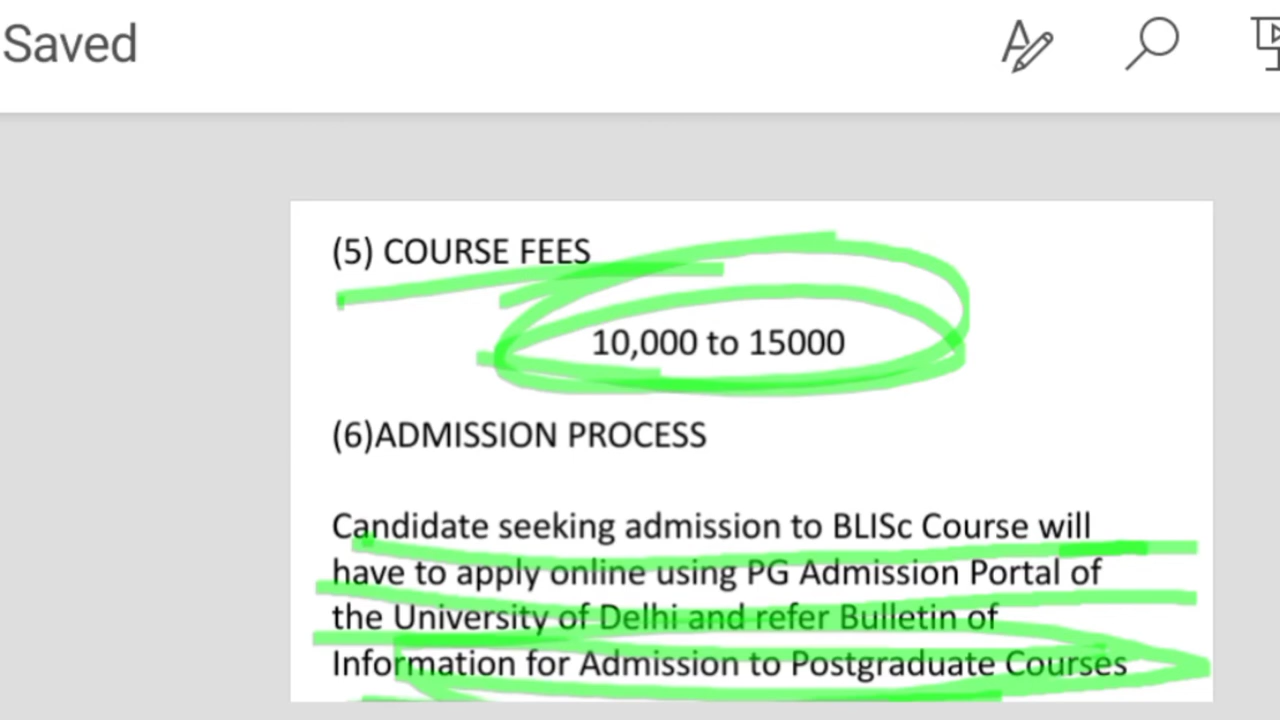 Saved
(5) COURSE FEES
10,000 to 15000
(6)ADMISSION PROCESS
Candidate seeking admission to BLISc Course will
have to apply online using PG Admission Portal of
the University of Delhi and refer Bulletin of
Information for Admission to Postgraduate Courses